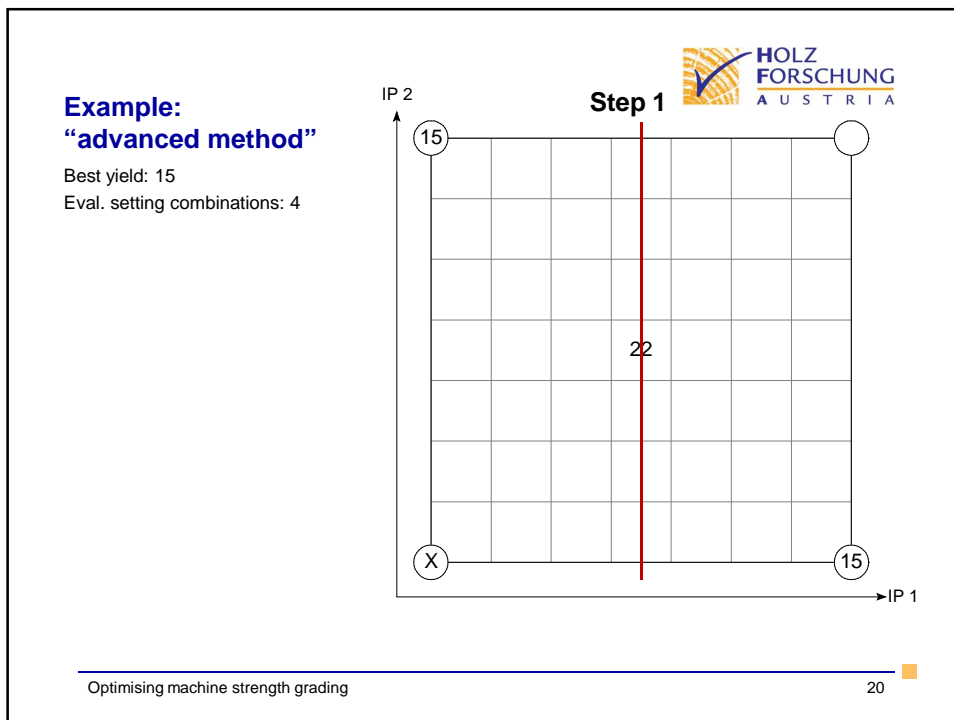 HOLZ
FORSCHUNG
AUSTRIA
Example:
“advanced method”
Best yield: 15
Eval. setting combinations: 4
IP 2
Step 1
15
22
X
15
IP 1
Optimising machine strength grading
20